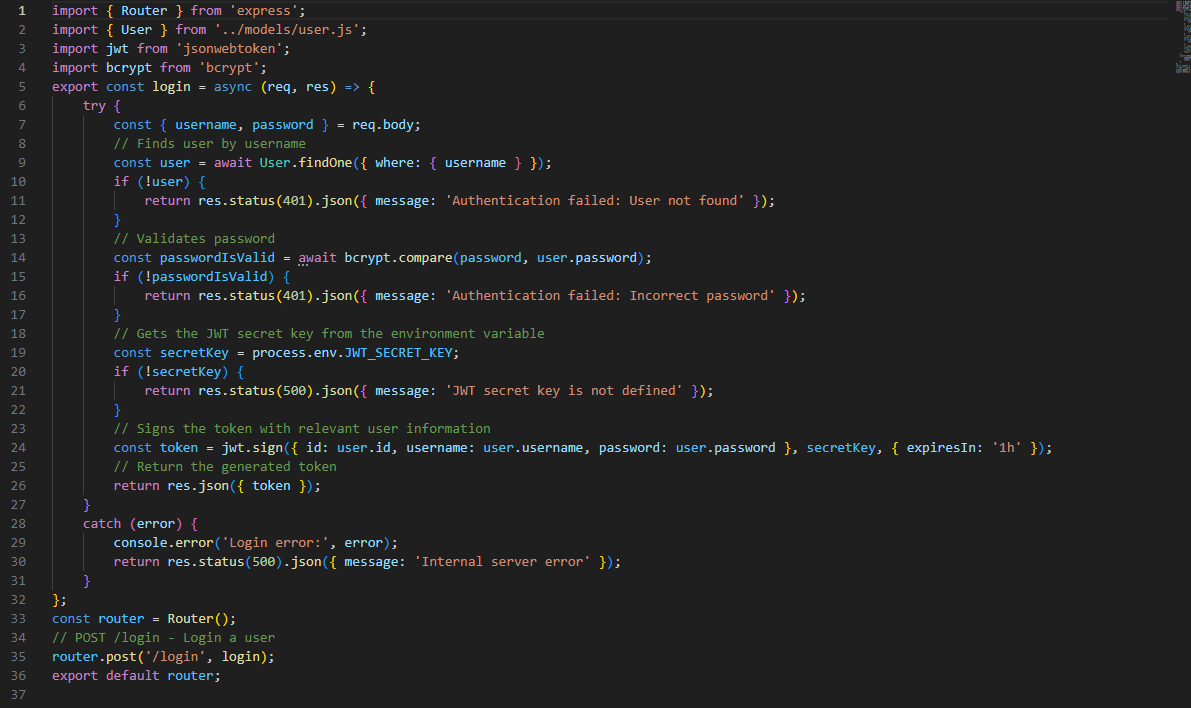 1 import { Router } from 'express';
2 import { User } from '../models/user.js';
3 import jwt from 'jsonwebtoken';
4 import bcrypt from 'bcrypt';
5 export const login = async (req, res) => {
6     try {
7         const { username, password } = req.body;
8         // Finds user by username
9         const user = await User.findOne({ where: { username } });
10         if (!user) {
11             return res.status(401).json({ message: 'Authentication failed: User not found' });
12         }
13         // Validates password
14         const passwordIsValid = await bcrypt.compare(password, user.password);
15         if (!passwordIsValid) {
16             return res.status(401).json({ message: 'Authentication failed: Incorrect password' });
17         }
18         // Gets the JWT secret key from the environment variable
19         const secretKey = process.env.JWT_SECRET_KEY;
20         if (!secretKey) {
21             return res.status(500).json({ message: 'JWT secret key is not defined' });
22         }
23         // Signs the token with relevant user information
24         const token = jwt.sign({ id: user.id, username: user.username, password: user.password }, secretKey, { expiresIn: '1h' });
25         // Return the generated token
26         return res.json({ token });
27     }
28     catch (error) {
29         console.error('Login error:', error);
30         return res.status(500).json({ message: 'Internal server error' });
31     }
32 };
33 const router = Router();
34 // POST /login - Login a user
35 router.post('/login', login);
36 export default router;
37